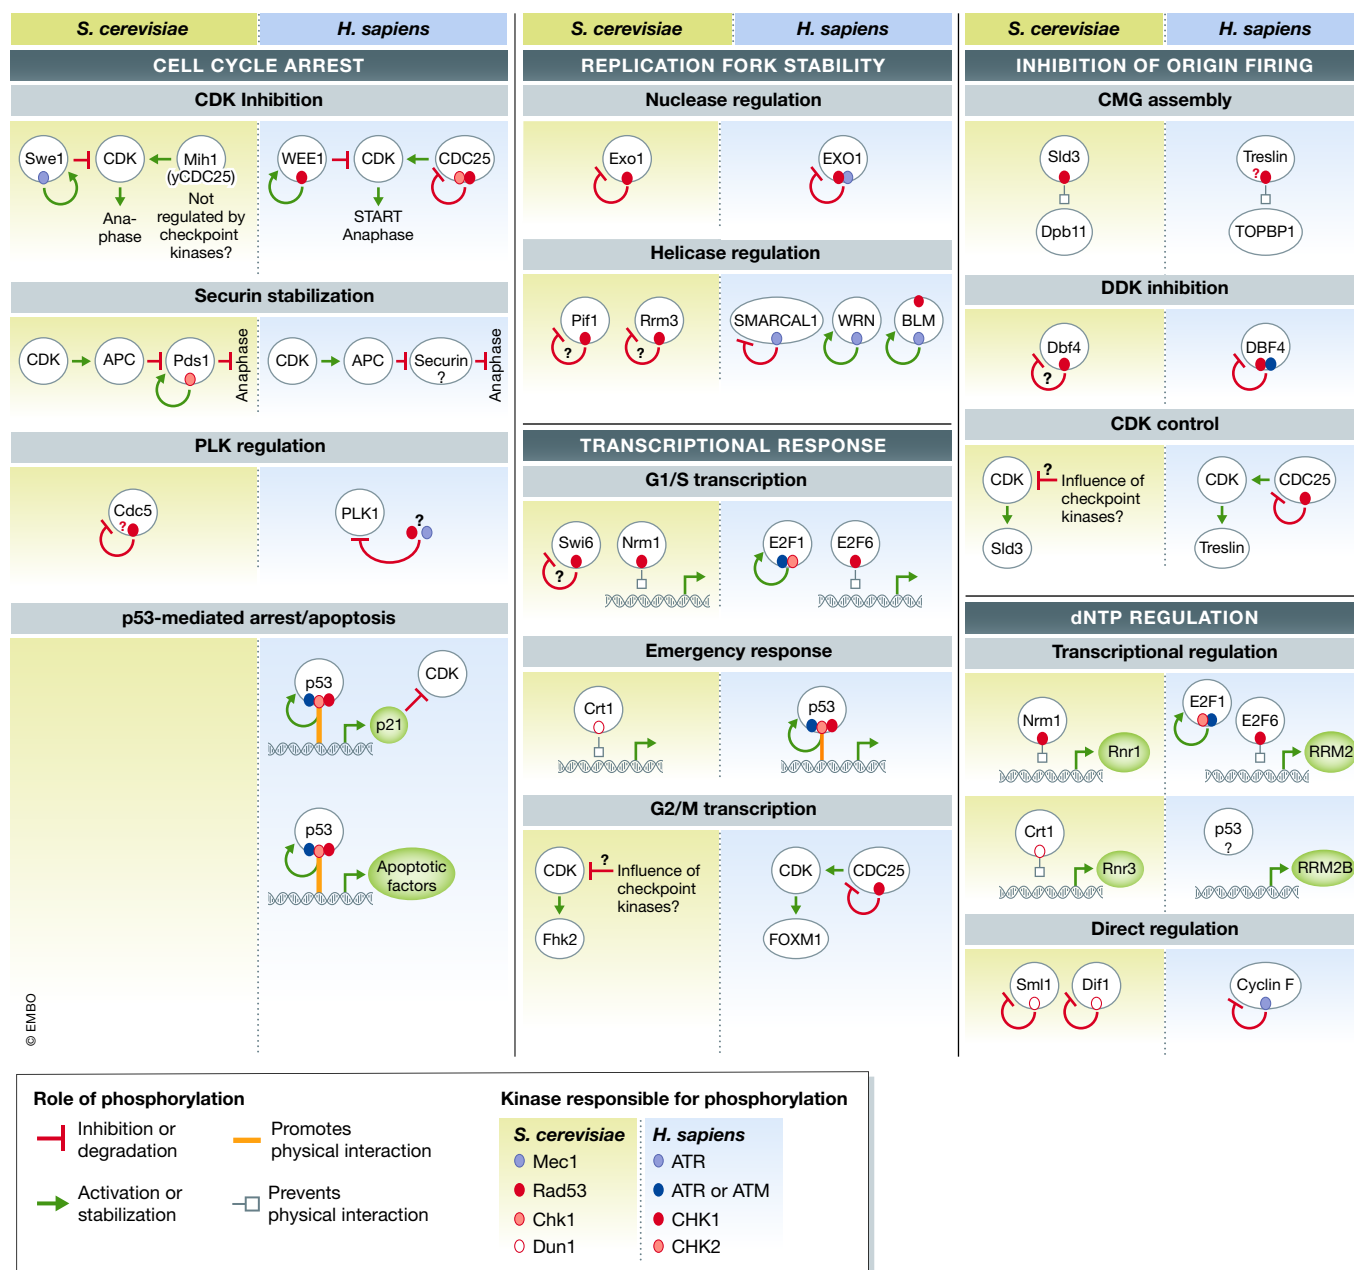 S. cerevisiae
H. sapiens
CELL CYCLE ARREST
CDK Inhibition
Swe1
CDK
Mih1
(yCDC25)
Ana-
phase
Not
regulated by
checkpoint
kinases?
WEE1
CDK
CDC25
START
Anaphase
Securin stabilization
CDK
APC
Pds1
Anaphase
CDK
APC
Securin
?
Anaphase
PLK regulation
Cdc5
?
PLK1
?
p53-mediated arrest/apoptosis
p53
p21
CDK
p53
Apoptotic
factors
© EMBO
S. cerevisiae
H. sapiens
REPLICATION FORK STABILITY
Nuclease regulation
Exo1
EXO1
Helicase regulation
Pif1
?
Rrm3
?
SMARCAL1
WRN
BLM
TRANSCRIPTIONAL RESPONSE
G1/S transcription
Swi6
?
Nrm1
E2F1
E2F6
Emergency response
Crt1
p53
G2/M transcription
CDK
?
Influence of
checkpoint
kinases?
Fhk2
CDK
CDC25
FOXM1
S. cerevisiae
H. sapiens
INHIBITION OF ORIGIN FIRING
CMG assembly
Sld3
Dpb11
Treslin
?
TOPBP1
DDK inhibition
Dbf4
?
DBF4
CDK control
CDK
?
Influence of
checkpoint
kinases?
Sld3
CDK
CDC25
Treslin
dNTP REGULATION
Transcriptional regulation
Nrm1
Rnr1
E2F1
E2F6
RRM2
Crt1
Rnr3
p53
?
RRM2B
Direct regulation
Sml1
Dif1
Cyclin F
Role of phosphorylation
Inhibition or
degradation
Promotes
physical interaction
Activation or
stabilization
Prevents
physical interaction
Kinase responsible for phosphorylation
S. cerevisiae
H. sapiens
Mec1
ATR
Rad53
ATR or ATM
Chk1
CHK1
Dun1
CHK2